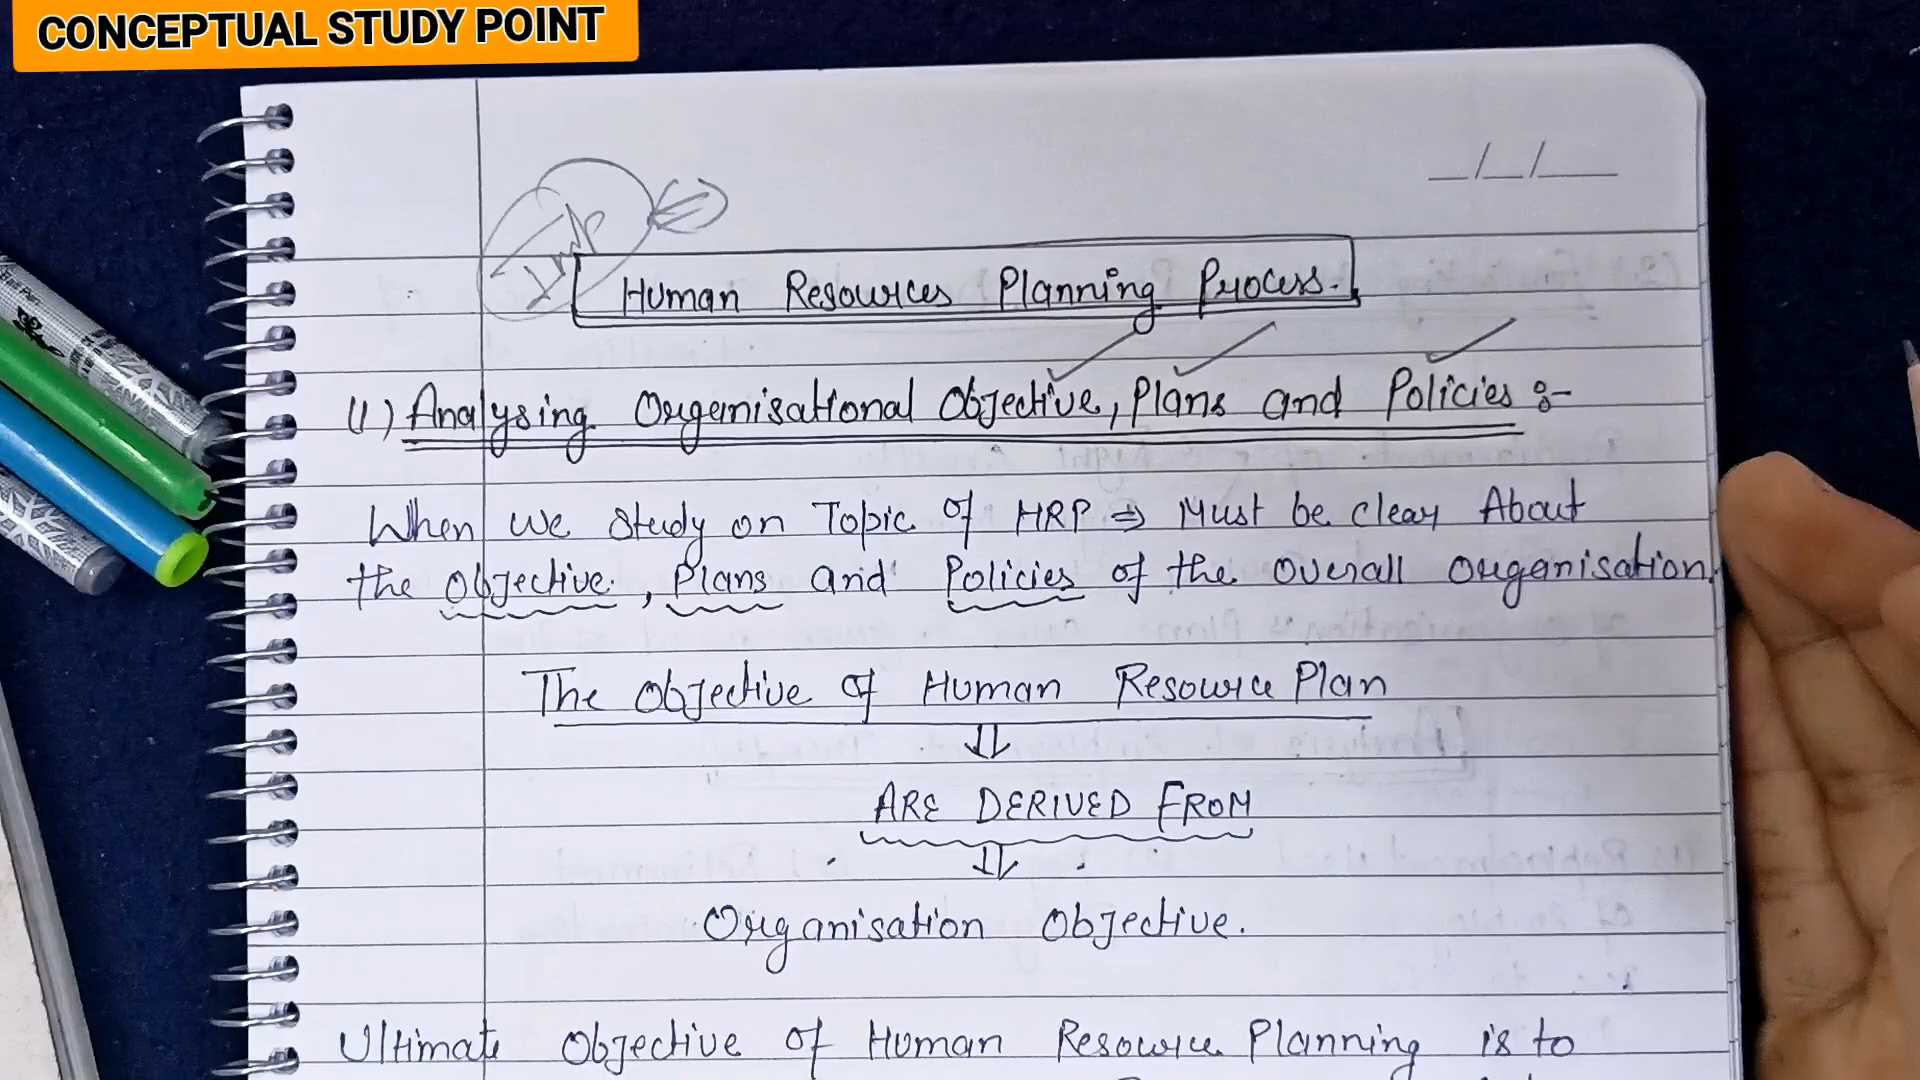 CONCEPTUAL STUDY POINT
_/_/__
Human Resources Planning Process.
(1) Analysing Organisational Objective, Plans and Policies :-
When we study on Topic of HRP ⇒ Must be clear About
the objective, Plans and Policies of the overall organisation.
The objective of Human Resource Plan
⇓
ARE DERIVED FROM
⇓
Organisation Objective.
Ultimate Objective of Human Resource Planning is to